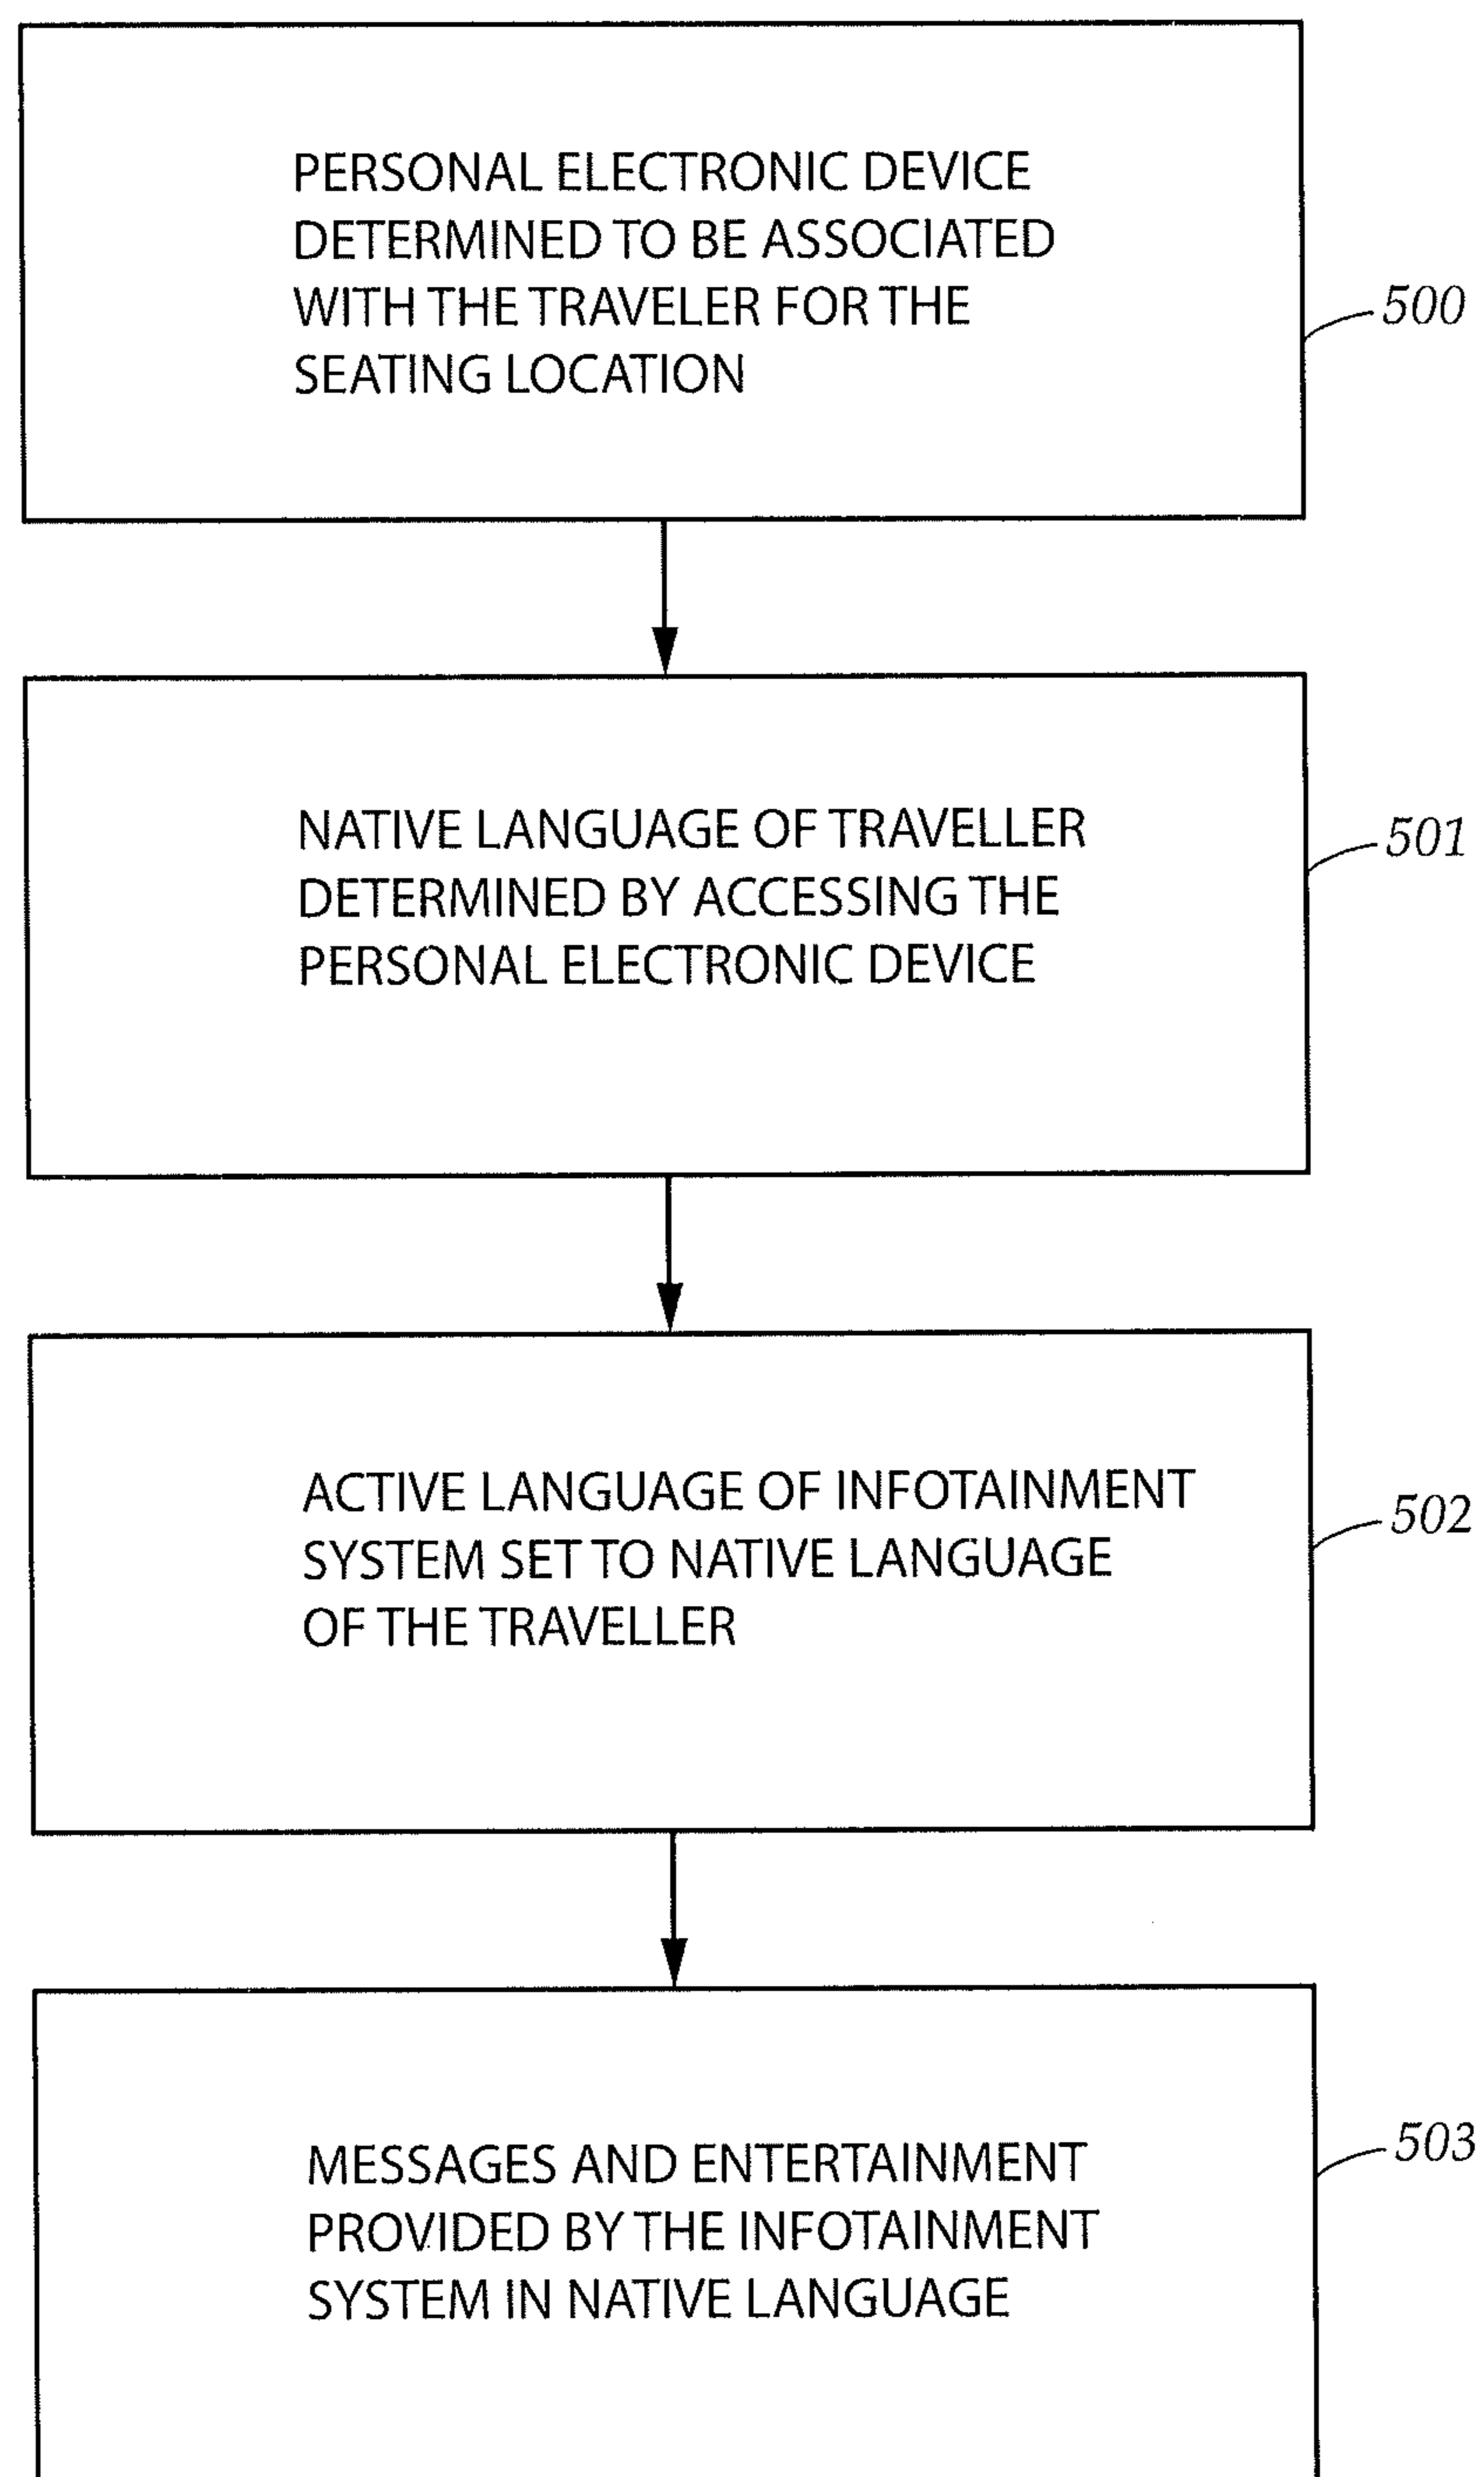 PERSONAL ELECTRONIC DEVICE
DETERMINED TO BE ASSOCIATED
WITH THE TRAVELER FOR THE
SEATING LOCATION
500
NATIVE LANGUAGE OF TRAVELLER
DETERMINED BY ACCESSING THE
PERSONAL ELECTRONIC DEVICE
501
ACTIVE LANGUAGE OF INFOTAINMENT
SYSTEM SET TO NATIVE LANGUAGE
OF THE TRAVELLER
502
MESSAGES AND ENTERTAINMENT
PROVIDED BY THE INFOTAINMENT
SYSTEM IN NATIVE LANGUAGE
503